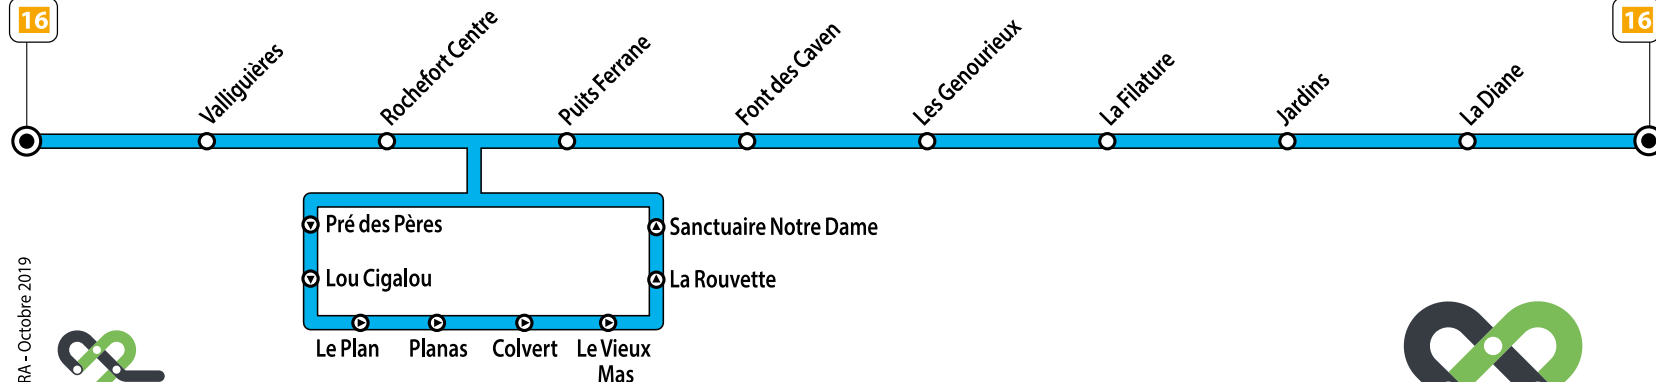 16
16
Valliguières
Rochefort Centre
Puits Ferrane
Font des Caven
Les Genourieux
La Filature
Jardins
La Diane
Pré des Pères
Sanctuaire Notre Dame
Lou Cigalou
La Rouvette
Le Plan
Planas
Colvert
Le Vieux
Mas
RA - Octobre 2019